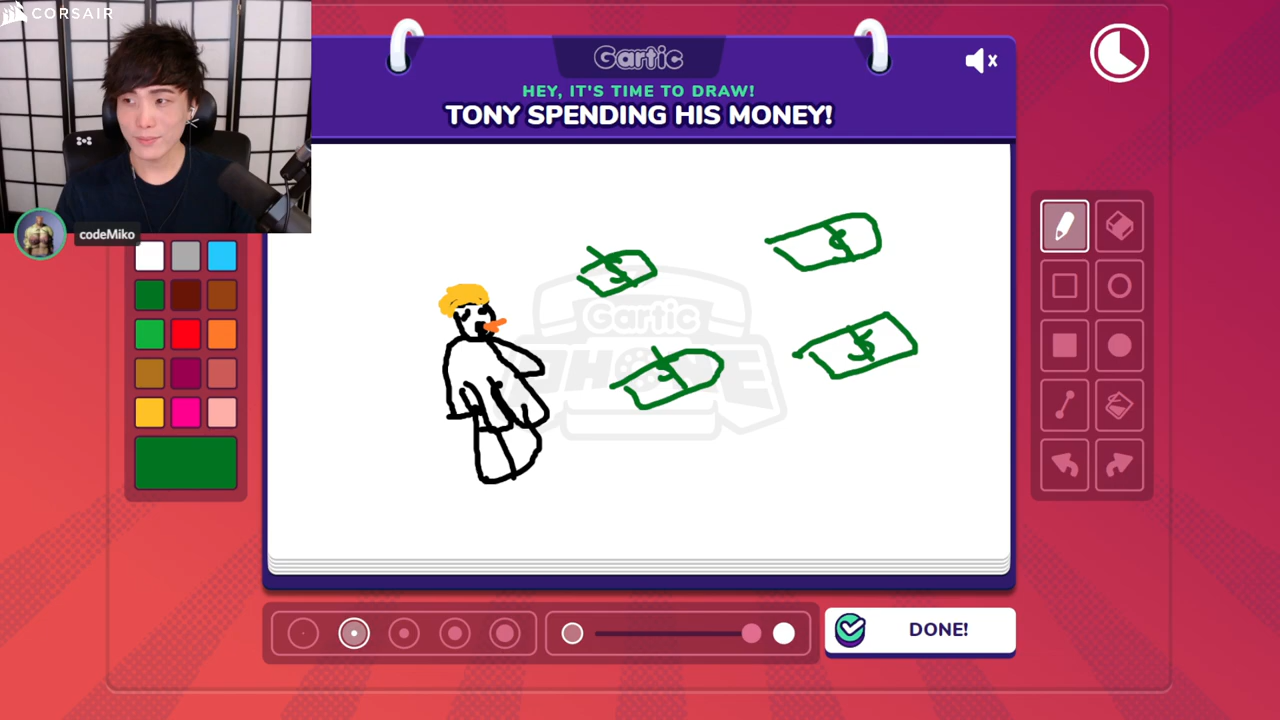 CORSAIR
Gartic
HEY, IT'S TIME TO DRAW!
TONY SPENDING HIS MONEY!
codeMiko
$
$
Gartic
PHONE
$
$
DONE!